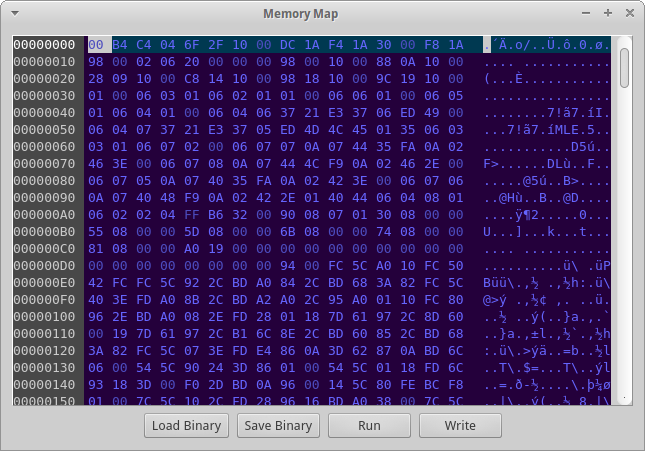 Memory Map
00000000 00 B4 C4 04 6F 2F 10 00 DC 1A F4 1A 30 00 F8 1A .´Ä.o/..Ü.ô.0.ø.
00000010 98 00 02 06 20 00 00 00 98 00 10 00 88 0A 10 00 .... ...........
00000020 28 09 10 00 C8 14 10 00 98 18 10 00 9C 19 10 00 (...È...........
00000030 01 00 06 03 01 06 02 01 01 00 06 06 01 00 06 05 ................
00000040 01 06 04 01 00 06 04 06 37 21 E3 37 06 ED 49 00 ........7!ã7.íI.
00000050 06 04 07 37 21 E3 37 05 ED 4D 4C 45 01 35 06 03 ...7!ã7.íMLE.5..
00000060 03 01 06 07 02 00 06 07 07 0A 07 44 35 FA 0A 02 ...........D5ú..
00000070 46 3E 00 06 07 08 0A 07 44 4C F9 0A 02 46 2E 00 F>......DLù..F..
00000080 06 07 05 0A 07 40 35 FA 0A 02 42 3E 00 06 07 06 .....@5ú..B>....
00000090 0A 07 40 48 F9 0A 02 42 2E 01 40 44 06 04 08 01 ..@Hù..B..@D....
000000A0 06 02 02 04 FF B6 32 00 90 08 07 01 30 08 00 00 ....ÿ¶2.....0...
000000B0 55 08 00 00 5D 08 00 00 6B 08 00 00 74 08 00 00 U...]...k...t...
000000C0 81 08 00 00 A0 19 00 00 00 00 00 00 00 00 00 00 .... ...........
000000D0 00 00 00 00 00 00 00 00 94 00 FC 5C A0 10 FC 50 ..........ü\ .üP
000000E0 42 FC FC 5C 92 2C BD A0 84 2C BD 68 3A 82 FC 5C Büü\.,½ .,½h:.ü\
000000F0 40 3E FD A0 8B 2C BD A2 A0 2C 95 A0 01 10 FC 80 @>ý .,½¢ ,. ..ü.
00000100 96 2E BD A0 08 2E FD 28 01 18 7D 61 97 2C 8D 60 ..½ ..ý(..}a.,.`
00000110 00 19 7D 61 97 2C B1 6C 8E 2C BD 60 85 2C BD 68 ..}a.,±l.,½`.,½h
00000120 3A 82 FC 5C 07 3E FD E4 86 0A 3D 62 87 0A BD 6C :.ü\.>ýä..=b..½l
00000130 06 00 54 5C 90 24 3D 86 01 00 54 5C 01 18 FD 6C ..T\.$=...T\..ýl
00000140 93 18 3D 00 F0 2D BD 0A 96 00 14 5C 80 FE BC F8 ..=.ð-½....\.þ¼ø
00000150 01 00 7C 5C 10 2C FD 28 96 16 BD A0 38 00 7C 5C ..|\.,ý(..½ 8.|\
Load Binary
Save Binary
Run
Write